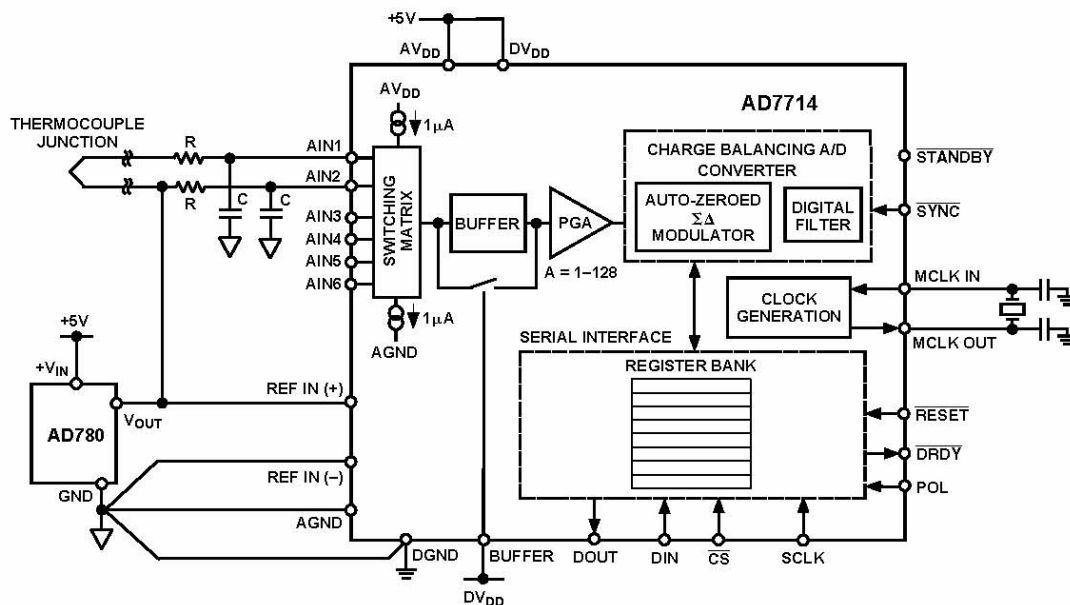 +5V
AVDD
DVDD
AD7714
AVDD
1μA
THERMOCOUPLE
JUNCTION
R
R
C
C
AIN1
AIN2
AIN3
AIN4
AIN5
AIN6
SWITCHING
MATRIX
BUFFER
PGA
A = 1–128
CHARGE BALANCING A/D
CONVERTER
AUTO-ZEROED
ΣΔ
MODULATOR
DIGITAL
FILTER
STANDBY
SYNC
1μA
AGND
CLOCK
GENERATION
MCLK IN
MCLK OUT
SERIAL INTERFACE
REGISTER BANK
+5V
+VIN
AD780
VOUT
GND
REF IN (+)
REF IN (–)
AGND
RESET
DRDY
POL
DGND
BUFFER
DOUT
DIN
CS
SCLK
DVDD